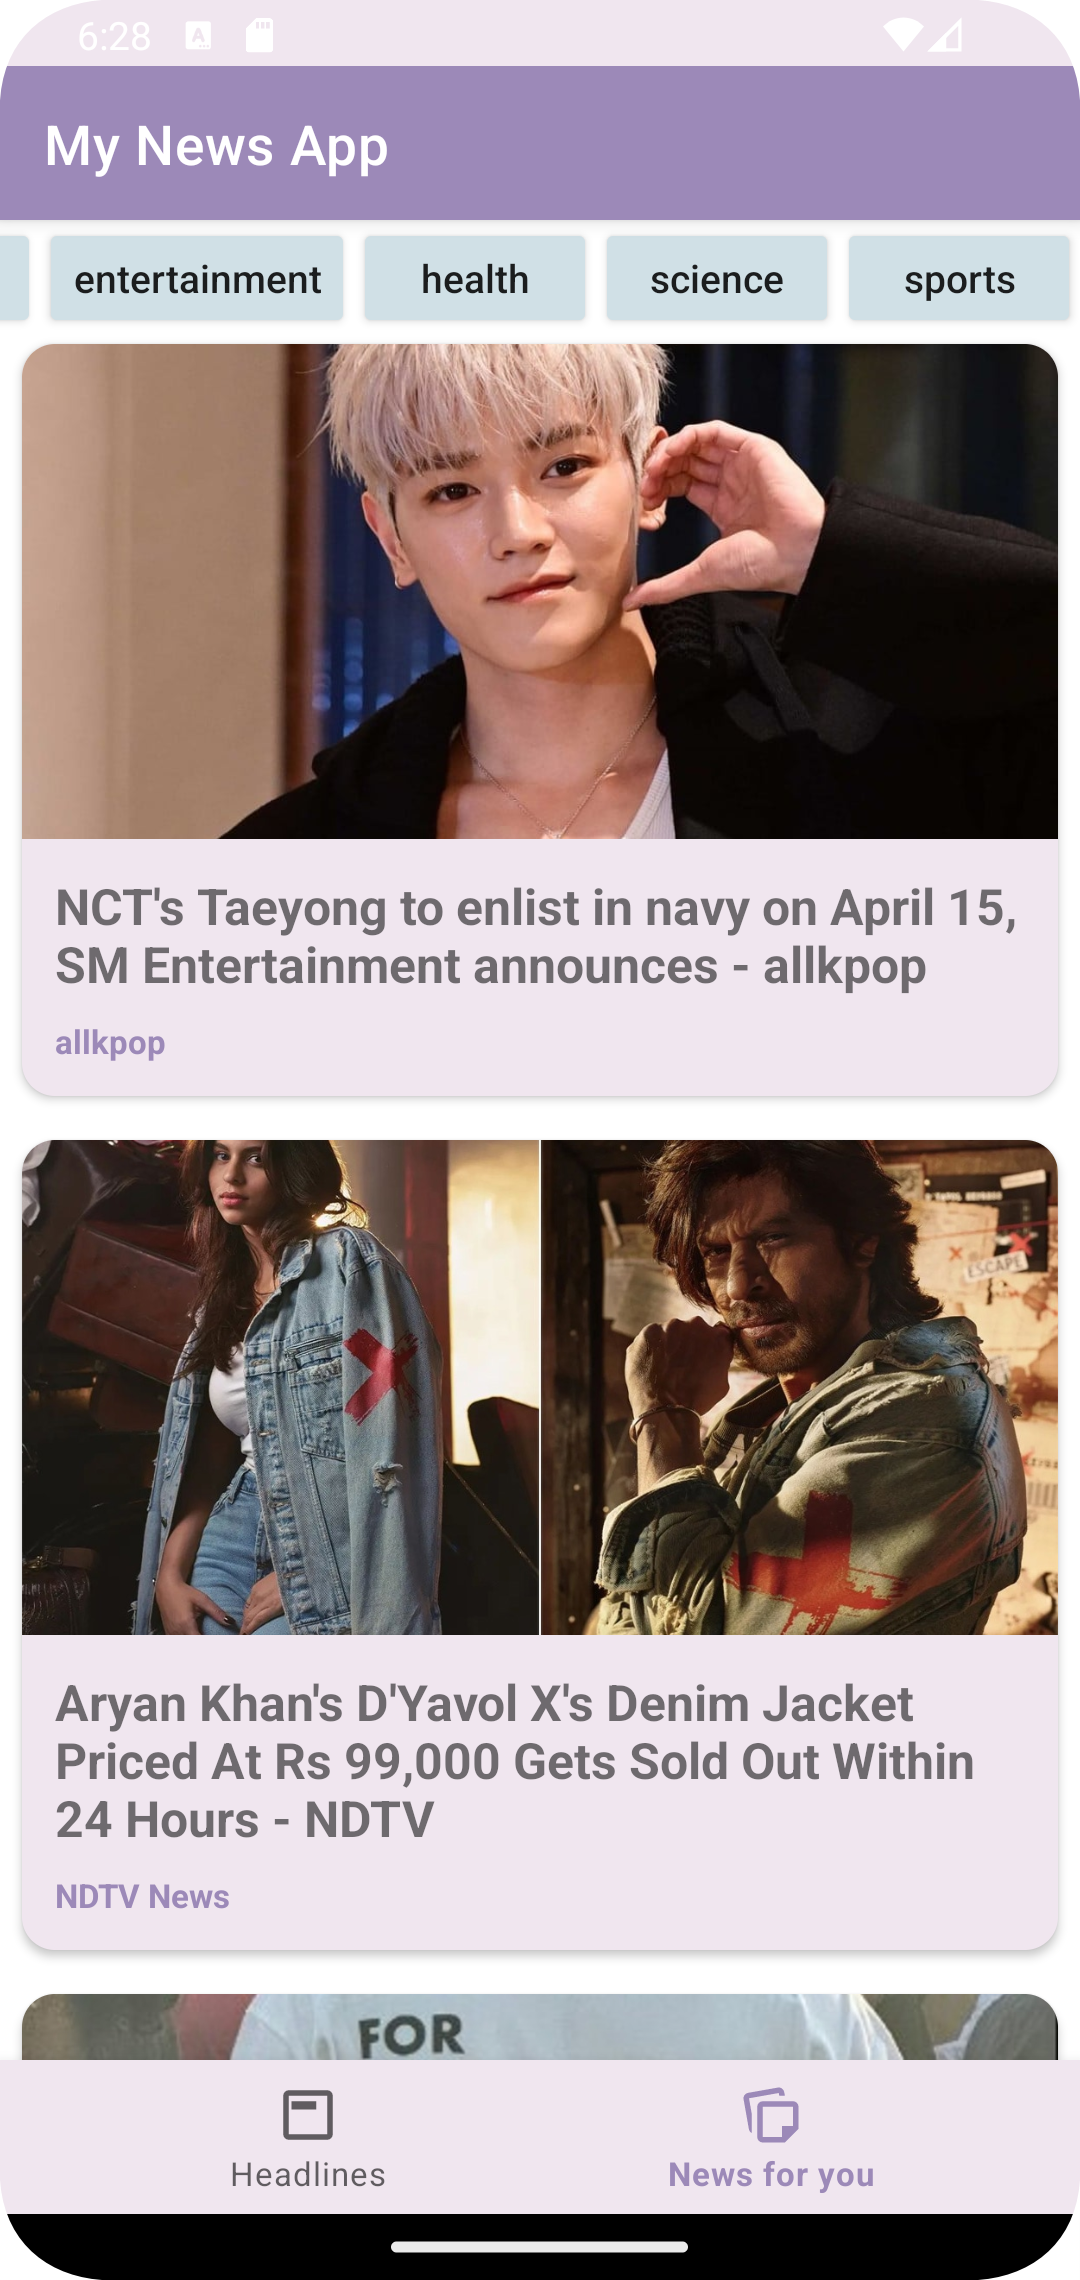 6:28
My News App
entertainment health science sports
NCT's Taeyong to enlist in navy on April 15,
SM Entertainment announces - allkpop
allkpop
ESCAPE
Aryan Khan's D'Yavol X's Denim Jacket
Priced At Rs 99,000 Gets Sold Out Within
24 Hours - NDTV
NDTV News
FOR
Headlines News for you